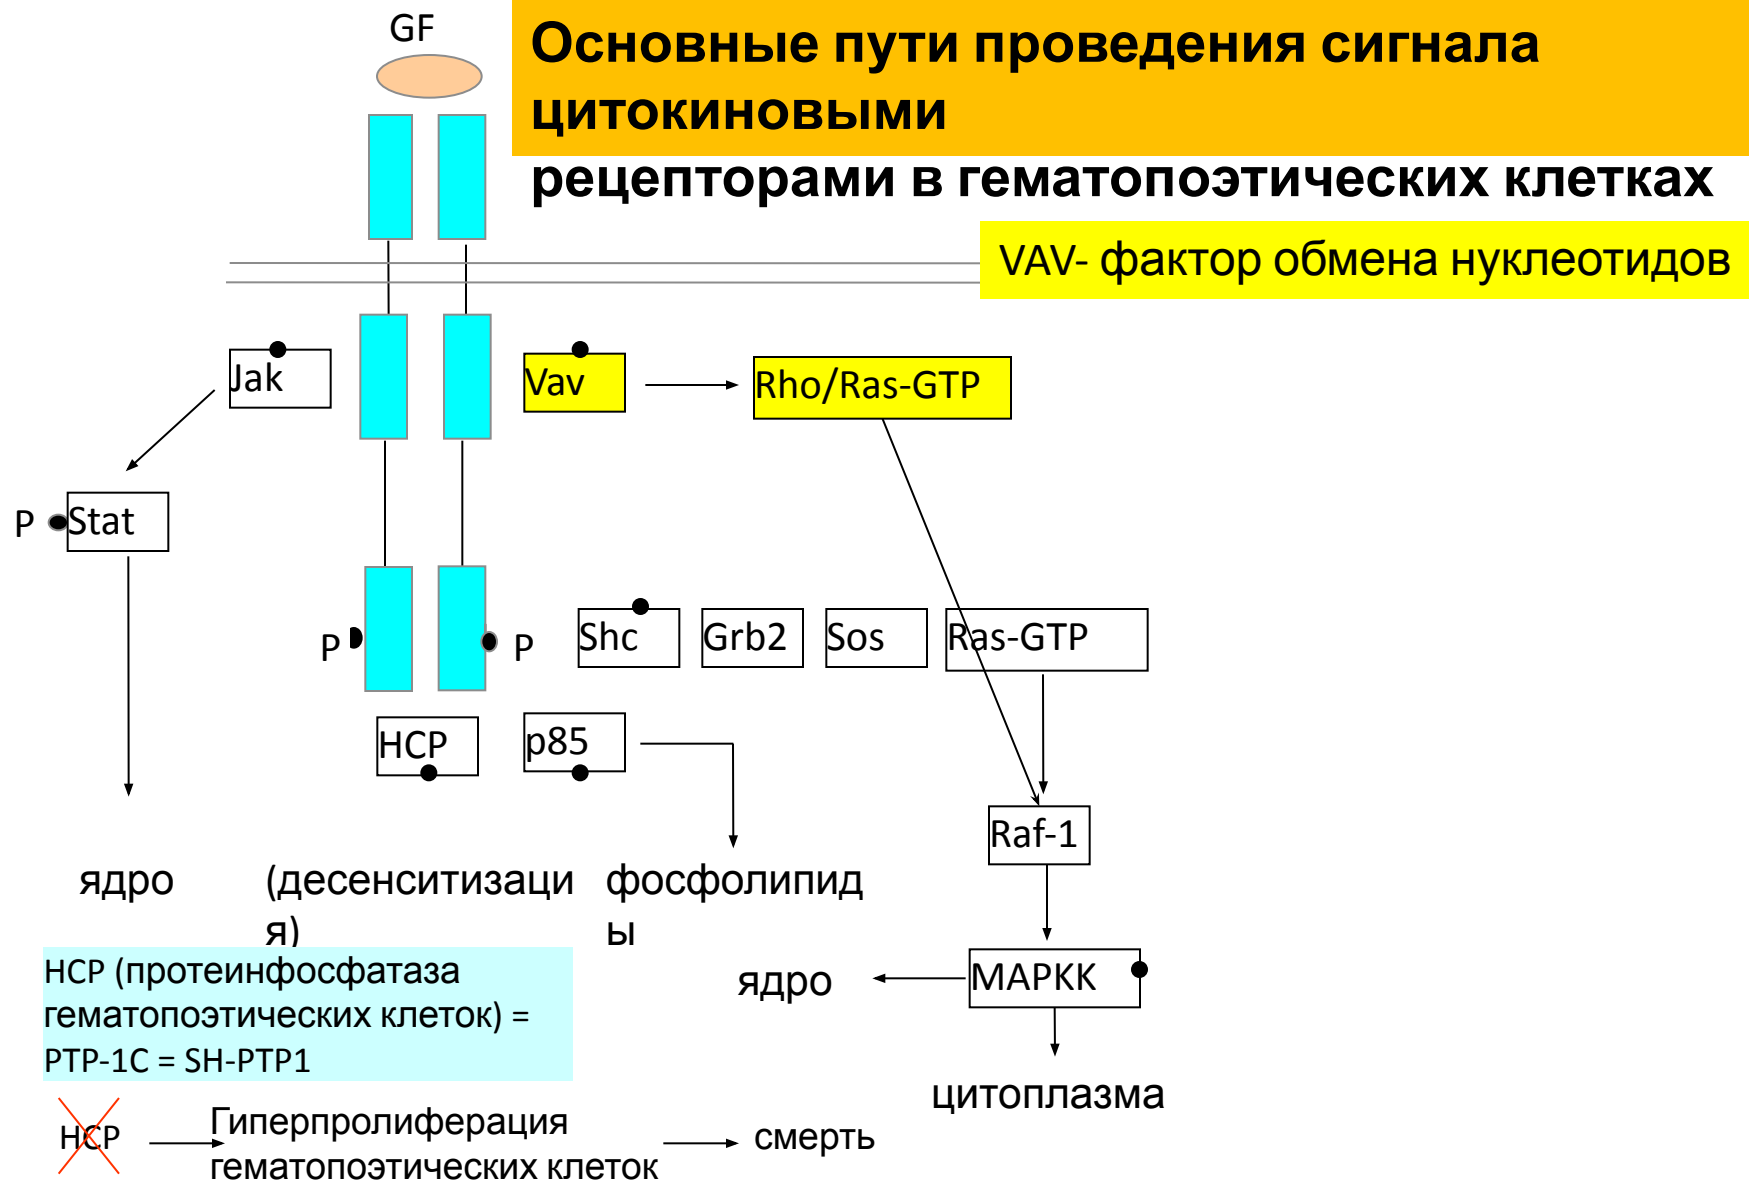 GF
Основные пути проведения сигнала
цитокиновыми
рецепторами в гематопоэтических клетках
VAV- фактор обмена нуклеотидов
Jak
Vav
Rho/Ras-GTP
P
Stat
P
P
Shc
Grb2
Sos
Ras-GTP
HCP
p85
Raf-1
ядро
(десенситизаци
я)
фосфолипид
ы
ядро
MAPKK
HCP (протеинфосфатаза
гематопоэтических клеток) =
PTP-1C = SH-PTP1
цитоплазма
HCP
Гиперпролиферация
гематопоэтических клеток
смерть